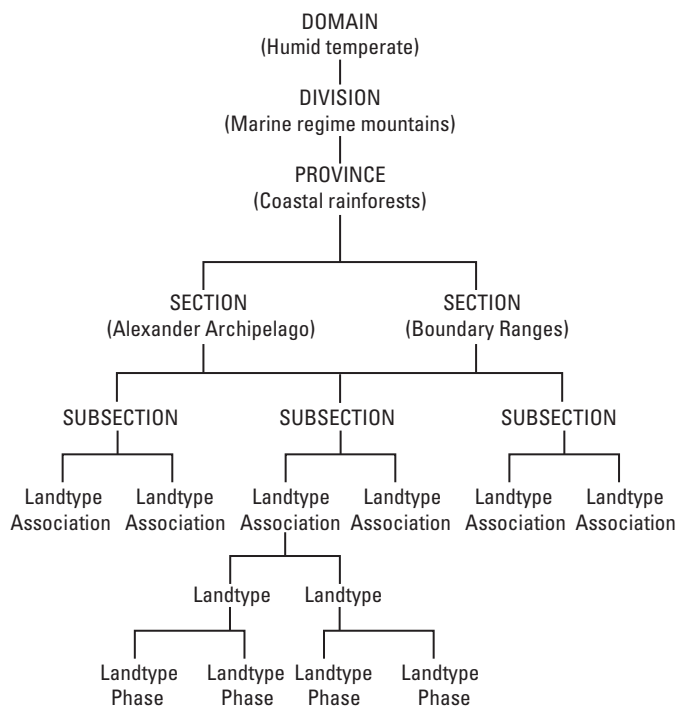 DOMAIN
(Humid temperate)
DIVISION
(Marine regime mountains)
PROVINCE
(Coastal rainforests)
SECTION
(Alexander Archipelago)
SECTION
(Boundary Ranges)
SUBSECTION
SUBSECTION
SUBSECTION
Landtype
Association
Landtype
Association
Landtype
Association
Landtype
Association
Landtype
Association
Landtype
Association
Landtype
Landtype
Landtype
Phase
Landtype
Phase
Landtype
Phase
Landtype
Phase